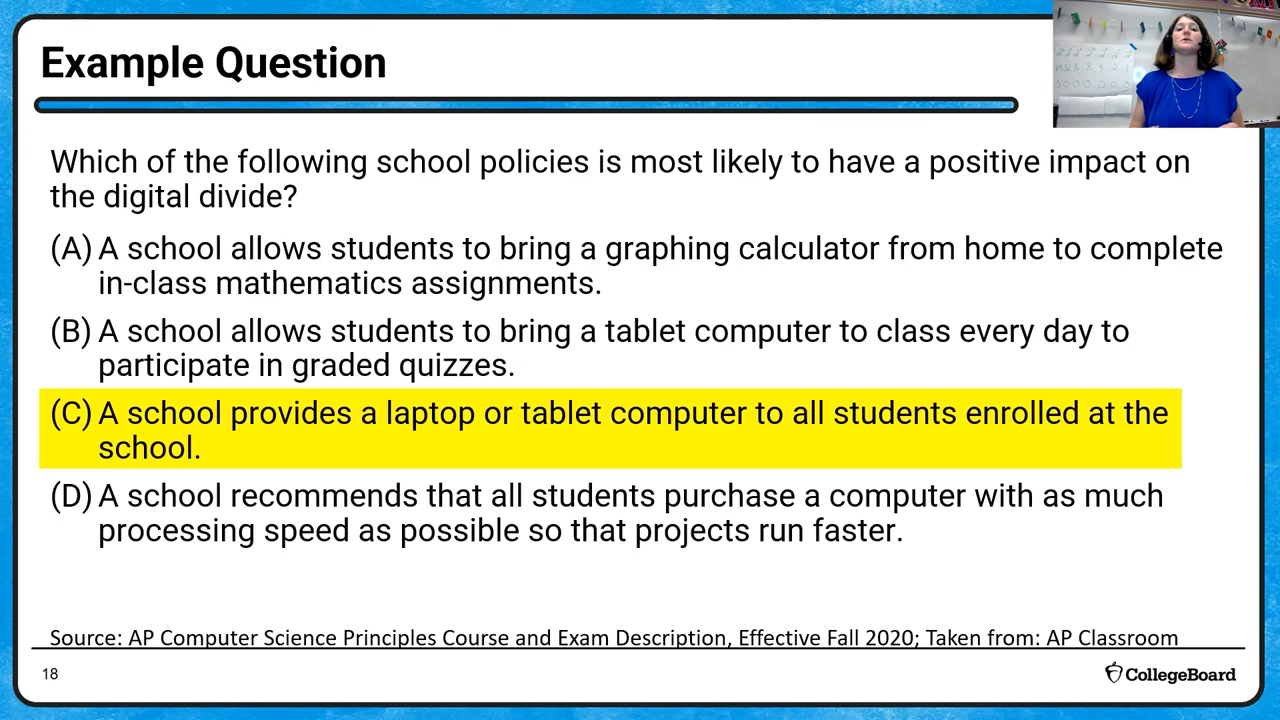 Example Question
Which of the following school policies is most likely to have a positive impact on
the digital divide?
(A) A school allows students to bring a graphing calculator from home to complete
in-class mathematics assignments.
(B) A school allows students to bring a tablet computer to class every day to
participate in graded quizzes.
(C) A school provides a laptop or tablet computer to all students enrolled at the
school.
(D) A school recommends that all students purchase a computer with as much
processing speed as possible so that projects run faster.
Source: AP Computer Science Principles Course and Exam Description, Effective Fall 2020; Taken from: AP Classroom
18
CollegeBoard